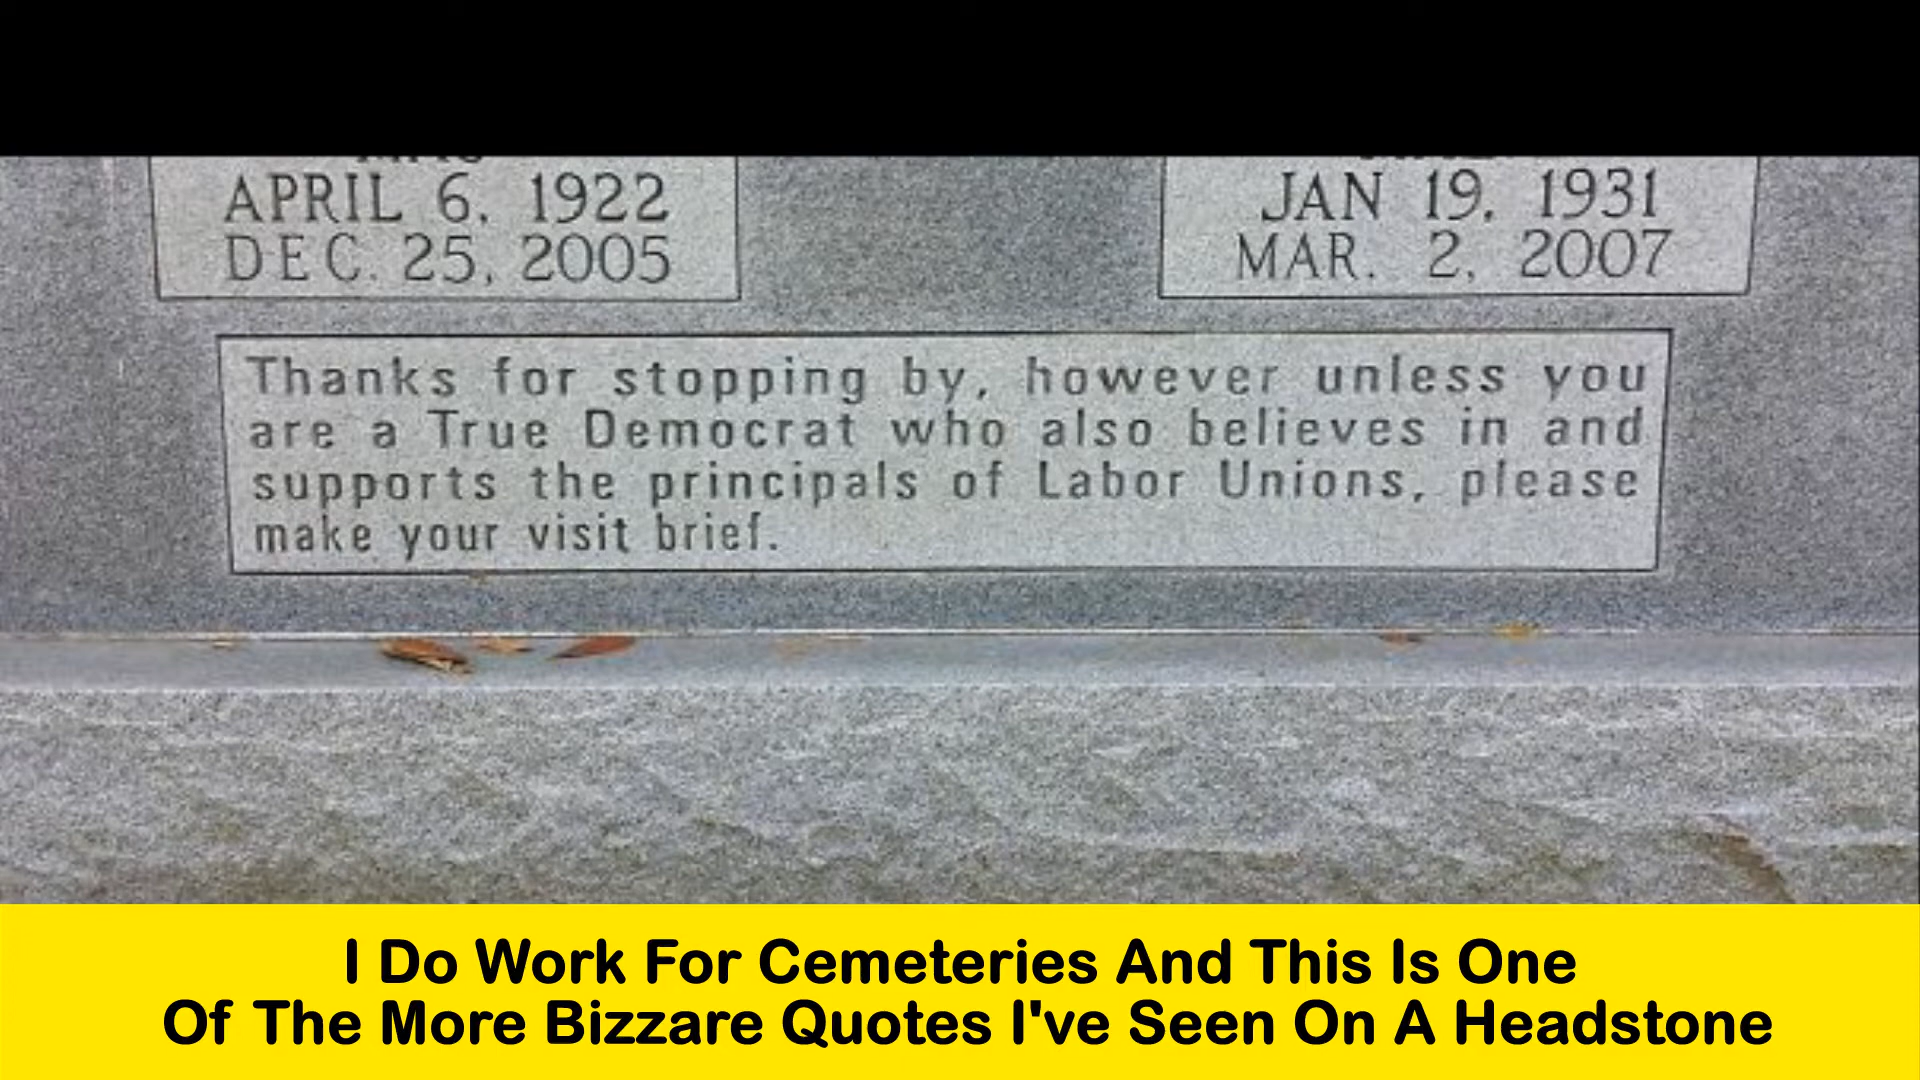 APRIL 6, 1922
DEC. 25, 2005
JAN 19, 1931
MAR. 2, 2007
Thanks for stopping by, however unless you
are a True Democrat who also believes in and
supports the principals of Labor Unions, please
make your visit brief.
I Do Work For Cemeteries And This Is One
Of The More Bizzare Quotes I've Seen On A Headstone